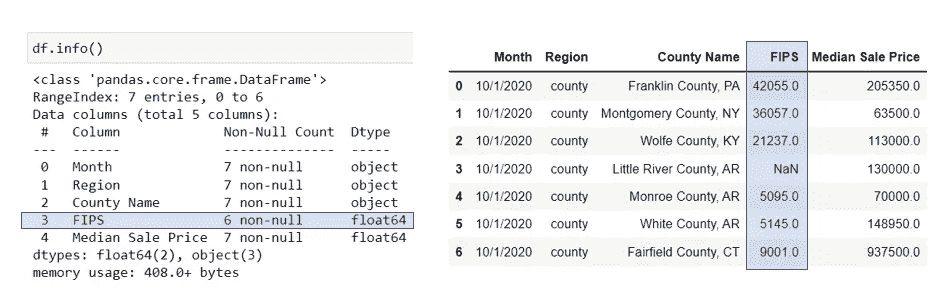 df.info()
<class 'pandas.core.frame.DataFrame'>
RangeIndex: 7 entries, 0 to 6
Data columns (total 5 columns):
#   Column   Non-Null Count   Dtype
---  ------  --------------  -----
0   Month   7 non-null   object
1   Region   7 non-null   object
2   County Name   7 non-null   object
3   FIPS   6 non-null   float64
4   Median Sale Price   7 non-null   float64
dtypes: float64(2), object(3)
memory usage: 408.0+ bytes
Month   Region   County Name   FIPS   Median Sale Price
0   10/1/2020   county   Franklin County, PA   42055.0   205350.0
1   10/1/2020   county   Montgomery County, NY   36057.0   63500.0
2   10/1/2020   county   Wolfe County, KY   21237.0   113000.0
3   10/1/2020   county   Little River County, AR   NaN   130000.0
4   10/1/2020   county   Monroe County, AR   5095.0   70000.0
5   10/1/2020   county   White County, AR   5145.0   148950.0
6   10/1/2020   county   Fairfield County, CT   9001.0   937500.0